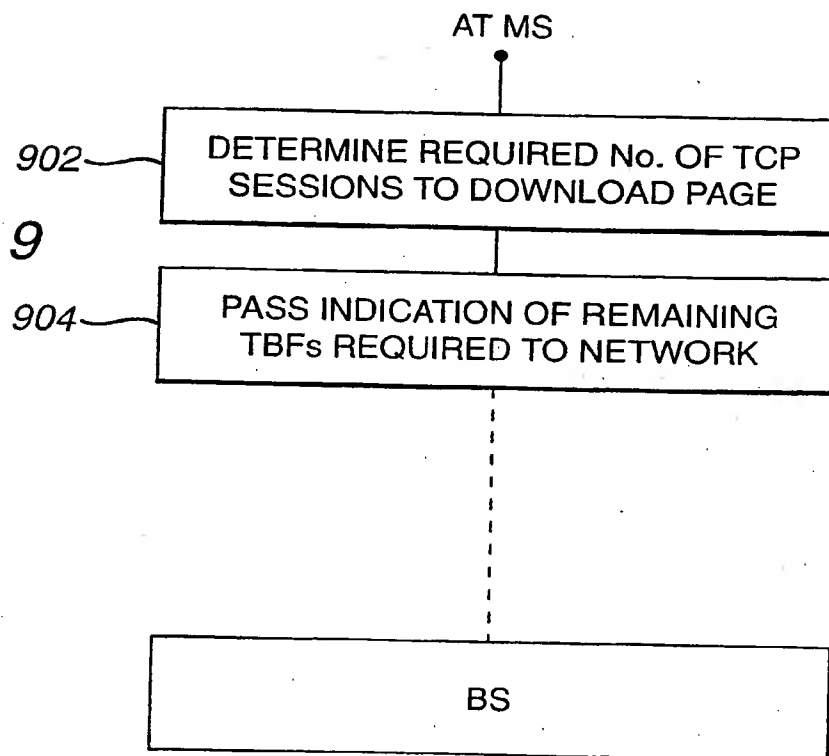 AT MS
902
DETERMINE REQUIRED No. OF TCP
SESSIONS TO DOWNLOAD PAGE
9
904
PASS INDICATION OF REMAINING
TBFs REQUIRED TO NETWORK
BS